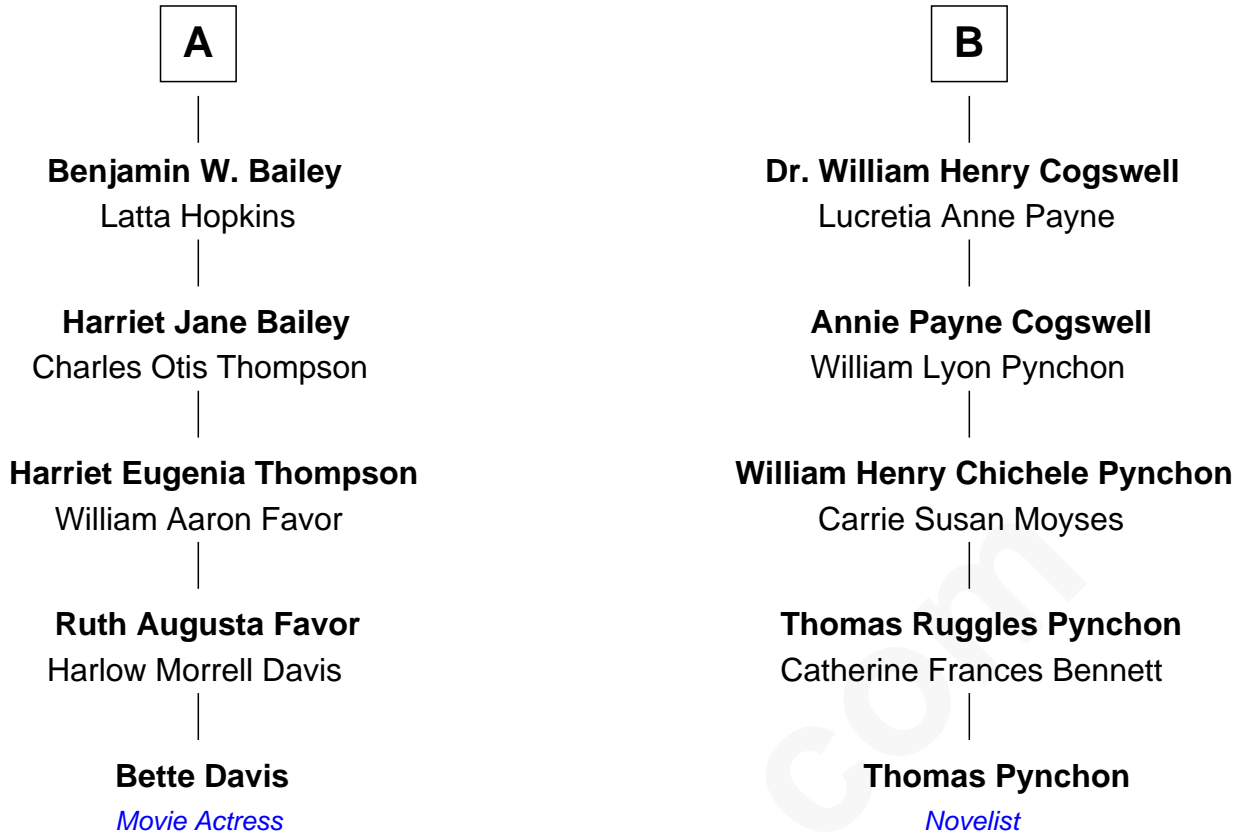 A
Benjamin W. Bailey
Latta Hopkins
Harriet Jane Bailey
Charles Otis Thompson
Harriet Eugenia Thompson
William Aaron Favor
Ruth Augusta Favor
Harlow Morrell Davis
Bette Davis
Movie Actress
B
Dr. William Henry Cogswell
Lucretia Anne Payne
Annie Payne Cogswell
William Lyon Pynchon
William Henry Chichele Pynchon
Carrie Susan Moyses
Thomas Ruggles Pynchon
Catherine Frances Bennett
Thomas Pynchon
Novelist
com